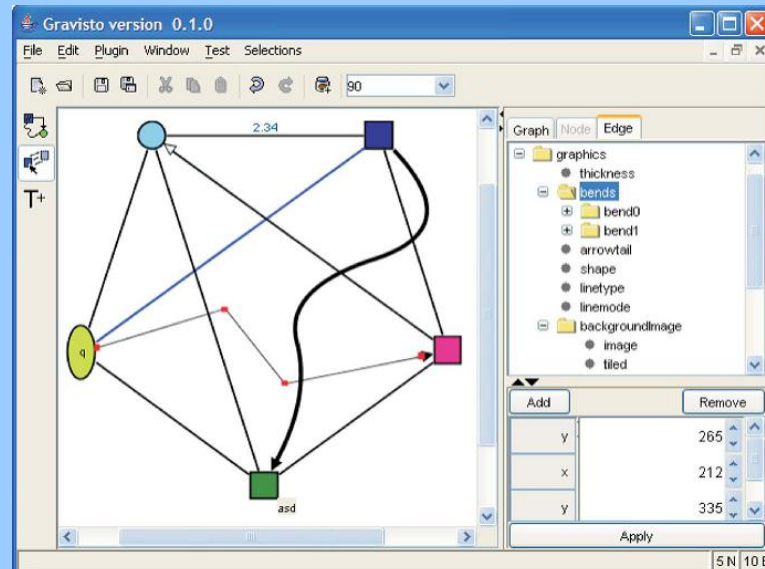 Gravisto version 0.1.0
File Edit Plugin Window Test Selections
90
T+
2.34
q
asd
Graph Node Edge
graphics
thickness
bends
bend0
bend1
arrowtail
shape
linetype
linemode
backgroundImage
image
tiled
Add Remove
y 265
x 212
y 335
Apply
5 N 10 E